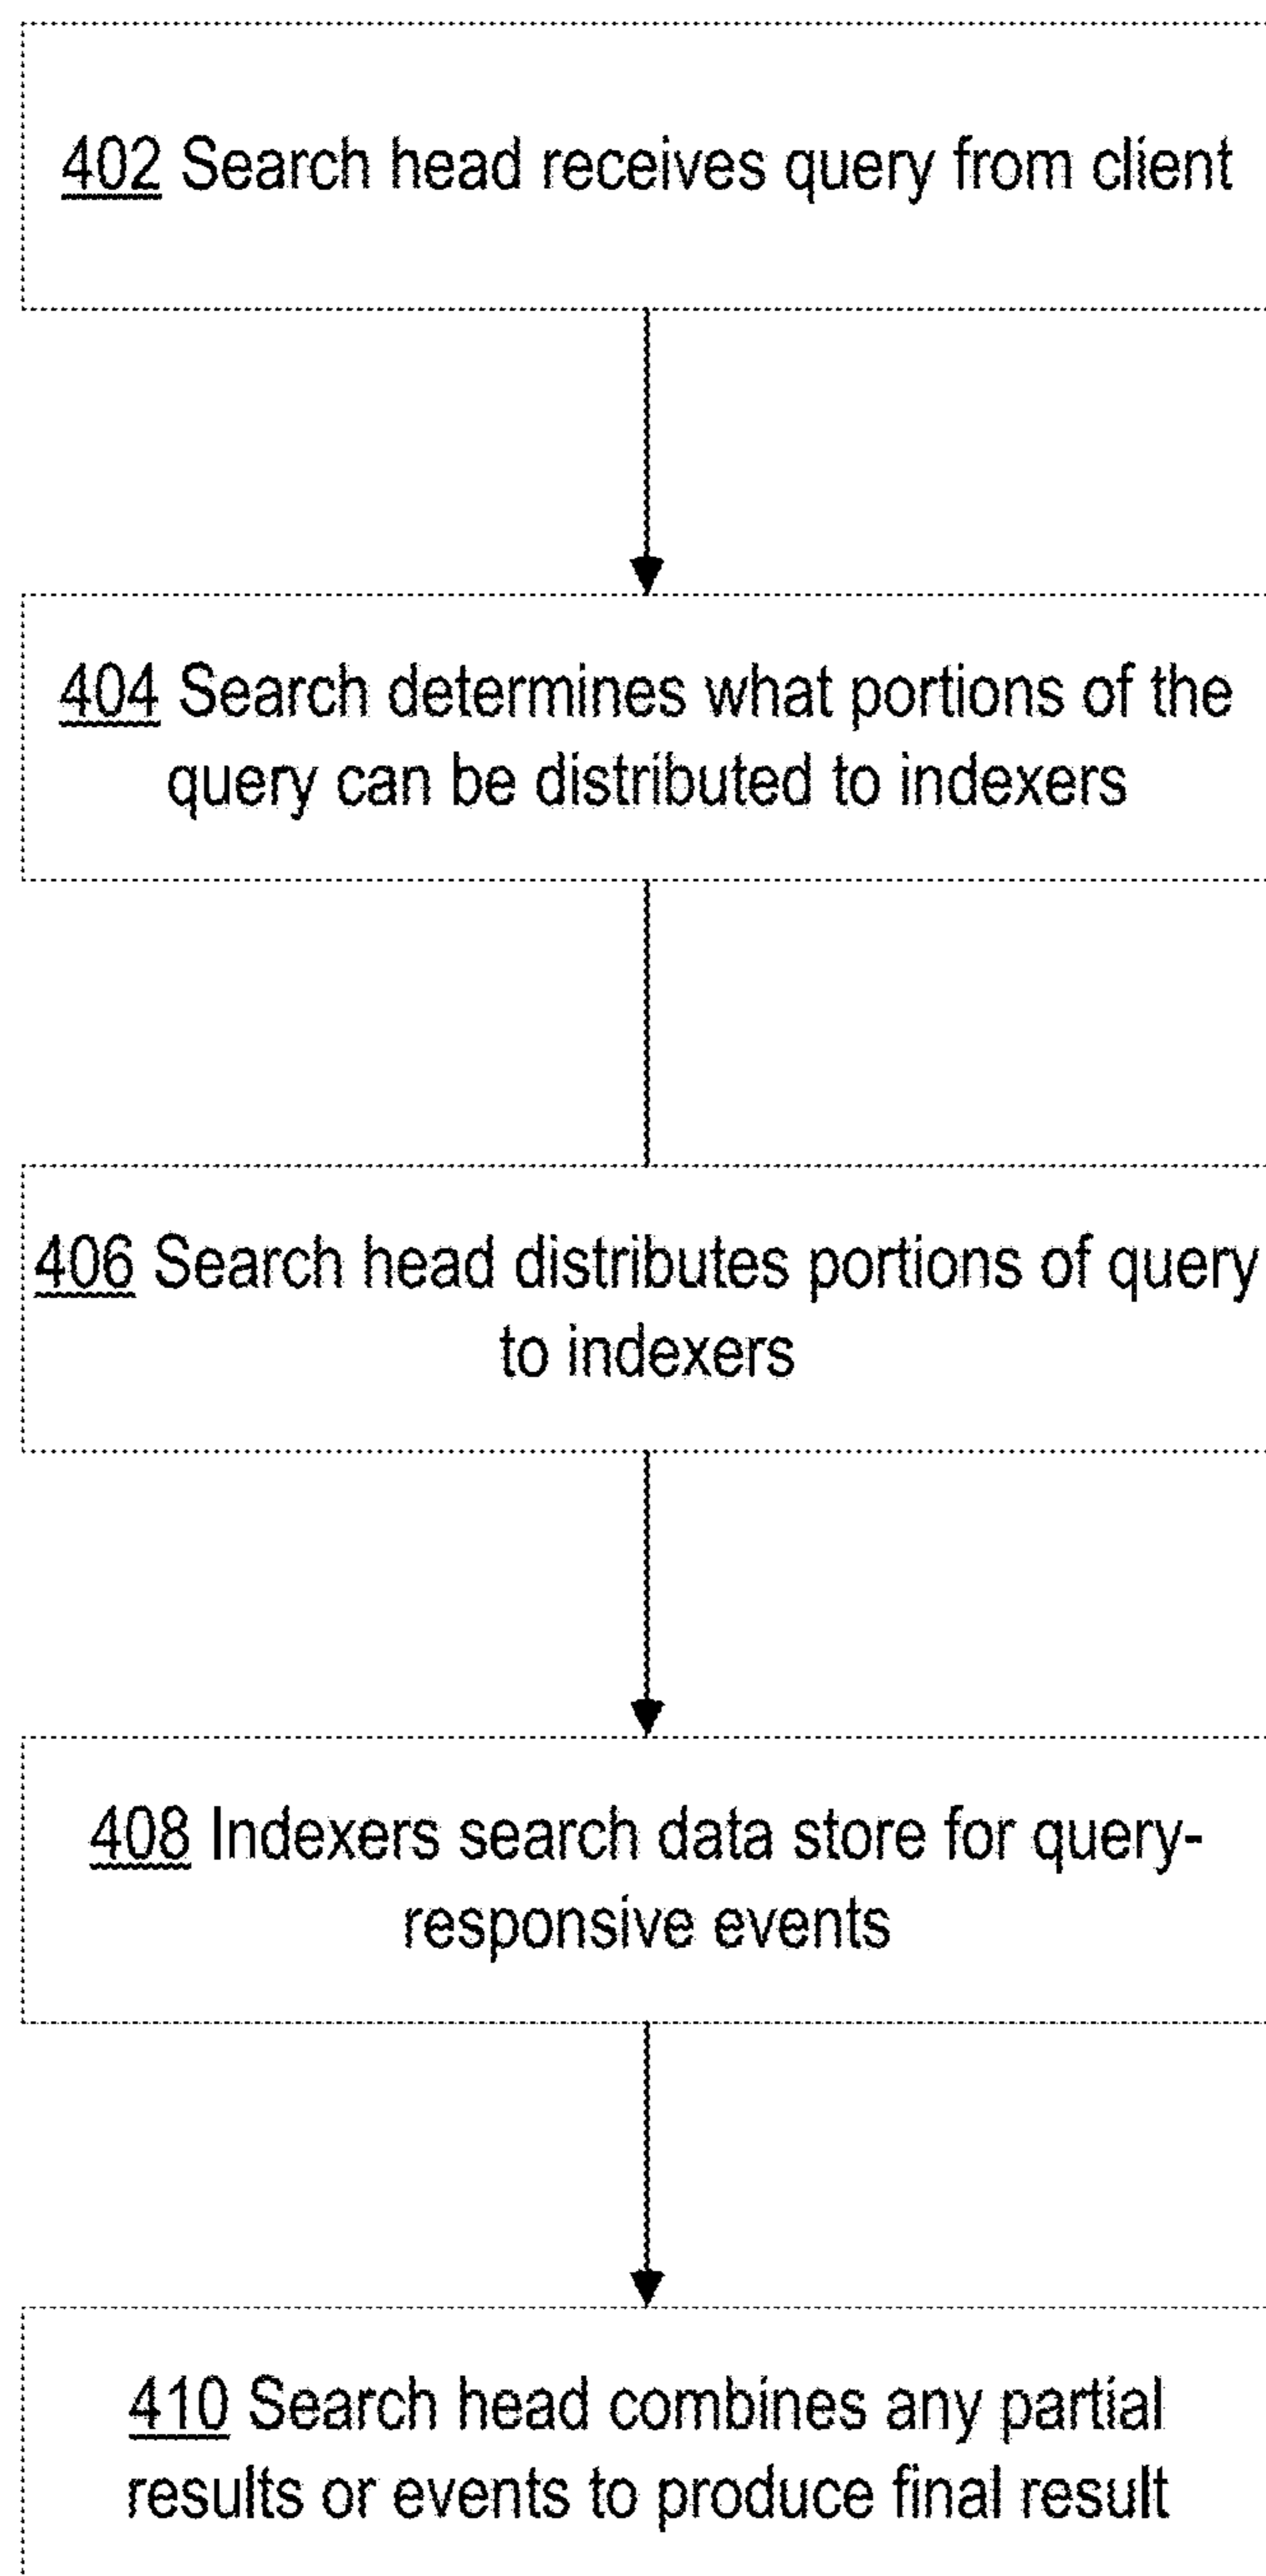 402 Search head receives query from client
404 Search determines what portions of the
query can be distributed to indexers
406 Search head distributes portions of query
to indexers
408 Indexers search data store for query-
responsive events
410 Search head combines any partial
results or events to produce final result